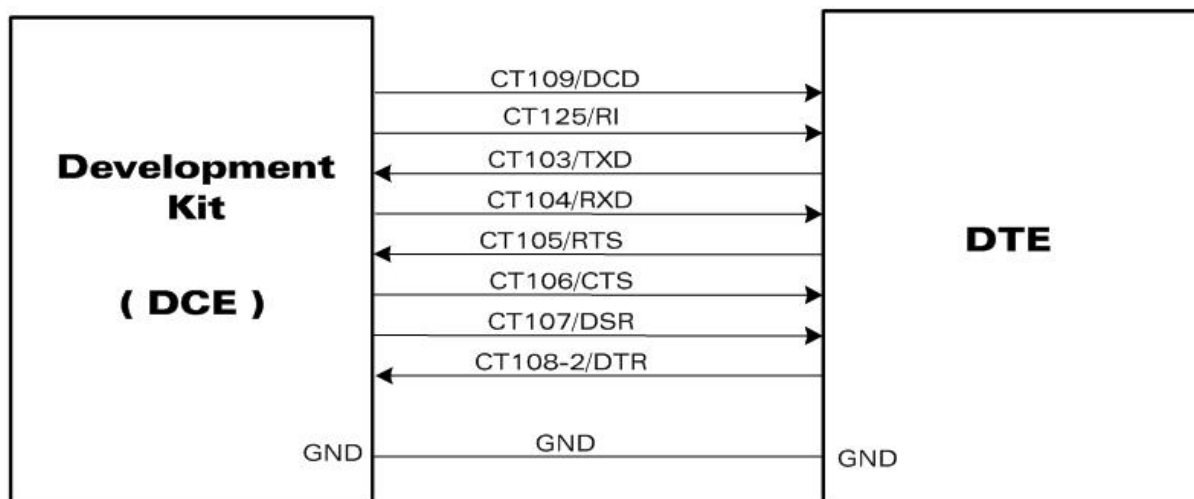 Development
Kit
( DCE )
GND
CT109/DCD
CT125/RI
CT103/TXD
CT104/RXD
CT105/RTS
CT106/CTS
CT107/DSR
CT108-2/DTR
GND
DTE
GND